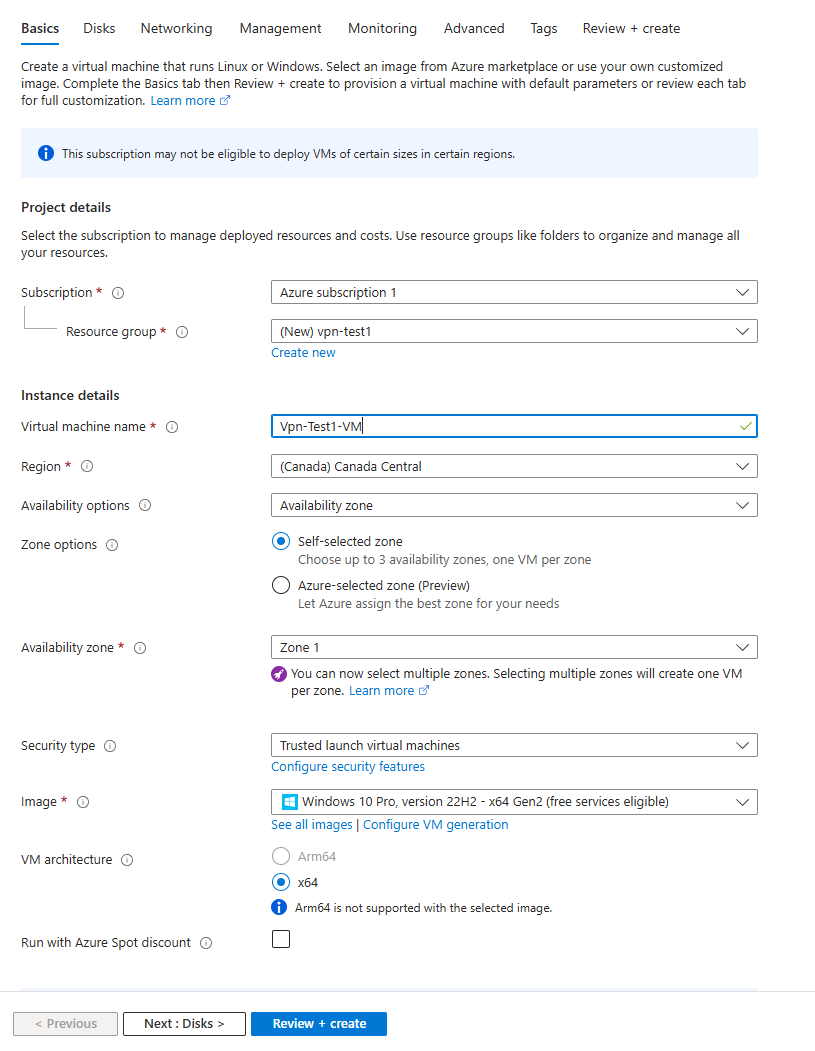 Basics Disks Networking Management Monitoring Advanced Tags Review + create
Create a virtual machine that runs Linux or Windows. Select an image from Azure marketplace or use your own customized
image. Complete the Basics tab then Review + create to provision a virtual machine with default parameters or review each tab
for full customization. Learn more
This subscription may not be eligible to deploy VMs of certain sizes in certain regions.
Project details
Select the subscription to manage deployed resources and costs. Use resource groups like folders to organize and manage all
your resources.
Subscription * Azure subscription 1
Resource group * (New) vpn-test1
Create new
Instance details
Virtual machine name * Vpn-Test1-VM
Region * (Canada) Canada Central
Availability options Availability zone
Zone options Self-selected zone
Choose up to 3 availability zones, one VM per zone
Azure-selected zone (Preview)
Let Azure assign the best zone for your needs
Availability zone * Zone 1
You can now select multiple zones. Selecting multiple zones will create one VM
per zone. Learn more
Security type Trusted launch virtual machines
Configure security features
Image * Windows 10 Pro, version 22H2 - x64 Gen2 (free services eligible)
See all images | Configure VM generation
VM architecture Arm64
x64
Arm64 is not supported with the selected image.
Run with Azure Spot discount
< Previous Next : Disks > Review + create